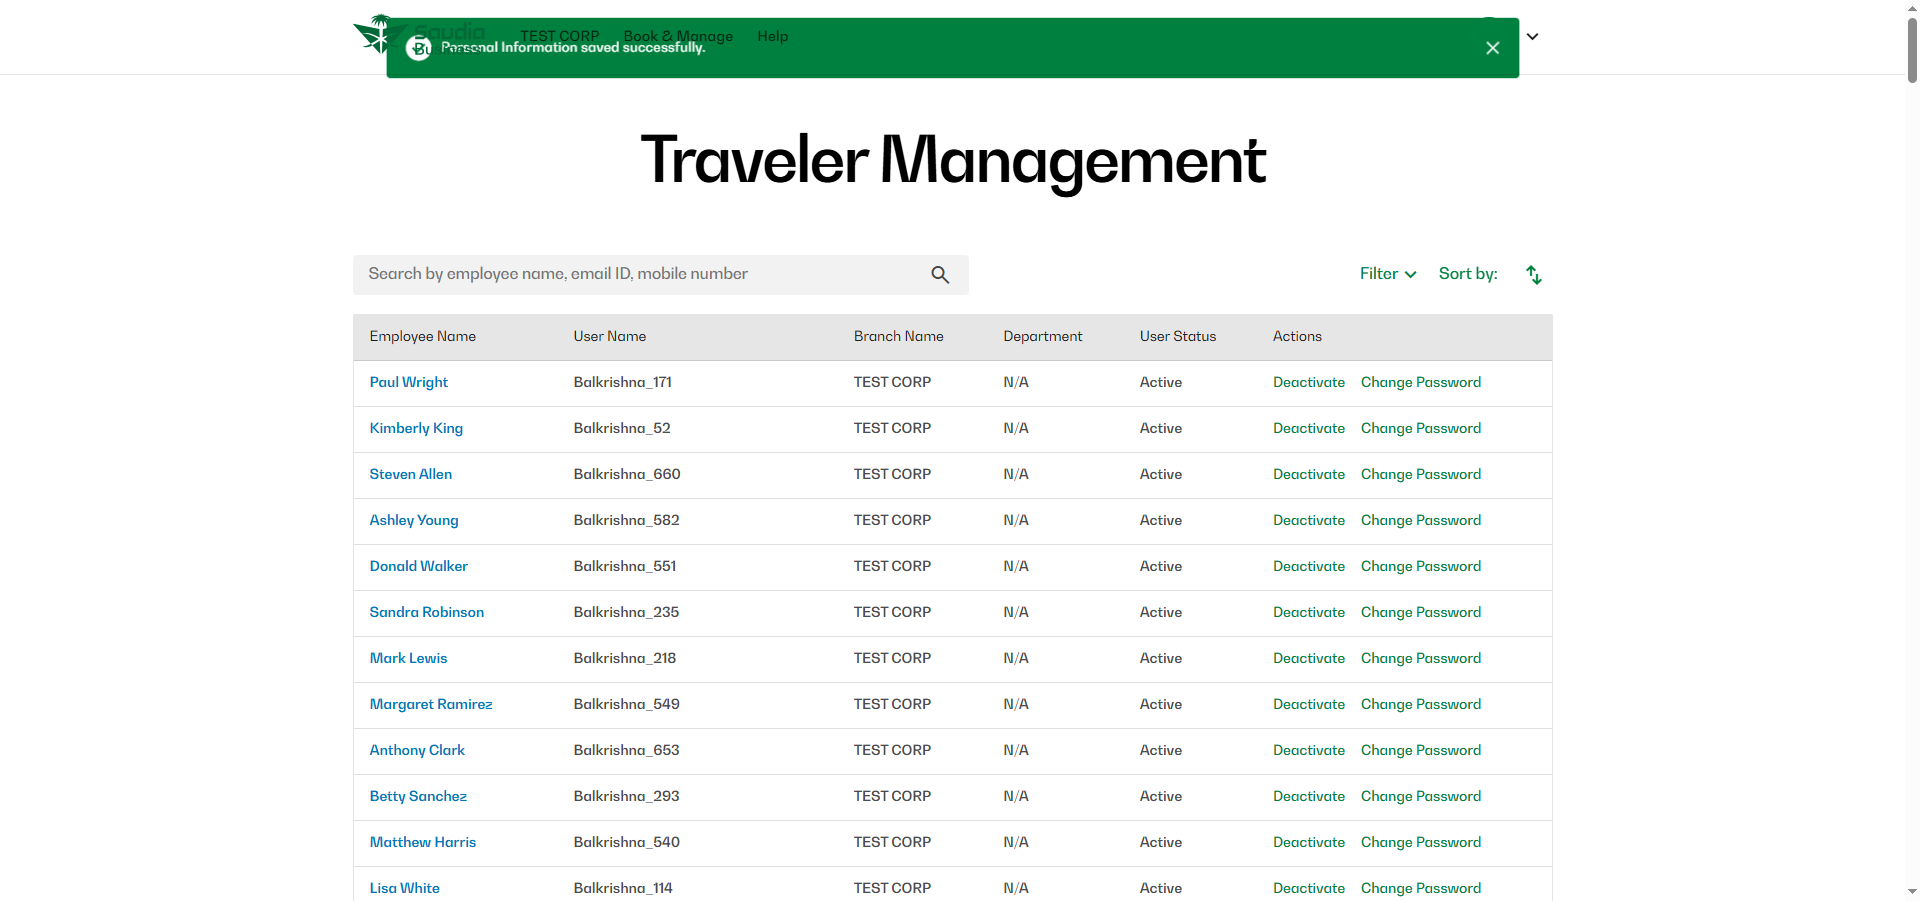 Saudia
Business
TEST CORP Book & Manage Help
Personal Information saved successfully.
Traveler Management
Search by employee name, email ID, mobile number
Filter Sort by:
Employee Name User Name Branch Name Department User Status Actions
Paul Wright Balkrishna_171 TEST CORP N/A Active Deactivate Change Password
Kimberly King Balkrishna_52 TEST CORP N/A Active Deactivate Change Password
Steven Allen Balkrishna_660 TEST CORP N/A Active Deactivate Change Password
Ashley Young Balkrishna_582 TEST CORP N/A Active Deactivate Change Password
Donald Walker Balkrishna_551 TEST CORP N/A Active Deactivate Change Password
Sandra Robinson Balkrishna_235 TEST CORP N/A Active Deactivate Change Password
Mark Lewis Balkrishna_218 TEST CORP N/A Active Deactivate Change Password
Margaret Ramirez Balkrishna_549 TEST CORP N/A Active Deactivate Change Password
Anthony Clark Balkrishna_653 TEST CORP N/A Active Deactivate Change Password
Betty Sanchez Balkrishna_293 TEST CORP N/A Active Deactivate Change Password
Matthew Harris Balkrishna_540 TEST CORP N/A Active Deactivate Change Password
Lisa White Balkrishna_114 TEST CORP N/A Active Deactivate Change Password